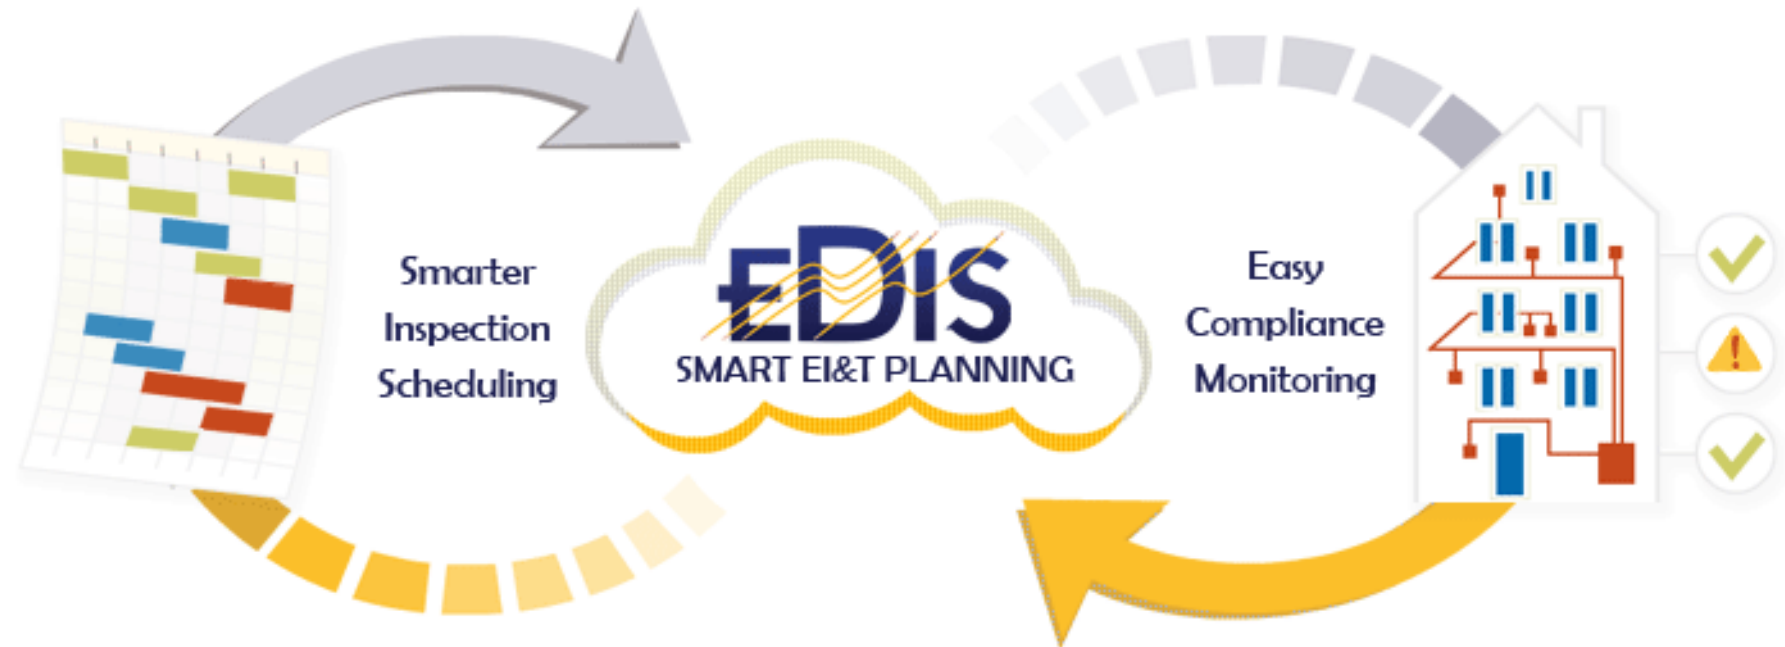 Smarter
Inspection
Scheduling
EDIS
SMART EI&T PLANNING
Easy
Compliance
Monitoring